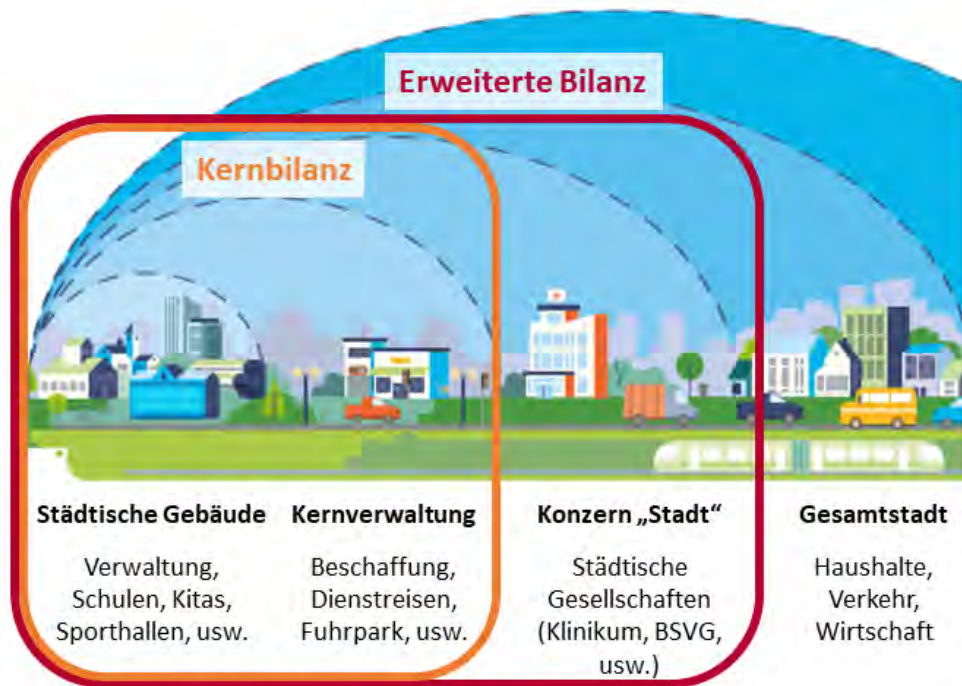 Erweiterte Bilanz
Kernbilanz
Städtische Gebäude
Verwaltung,
Schulen, Kitas,
Sporthallen, usw.
Kernverwaltung
Beschaffung,
Dienstreisen,
Fuhrpark, usw.
Konzern „Stadt“
Städtische
Gesellschaften
(Klinikum, BSVG,
usw.)
Gesamtstadt
Haushalte,
Verkehr,
Wirtschaft